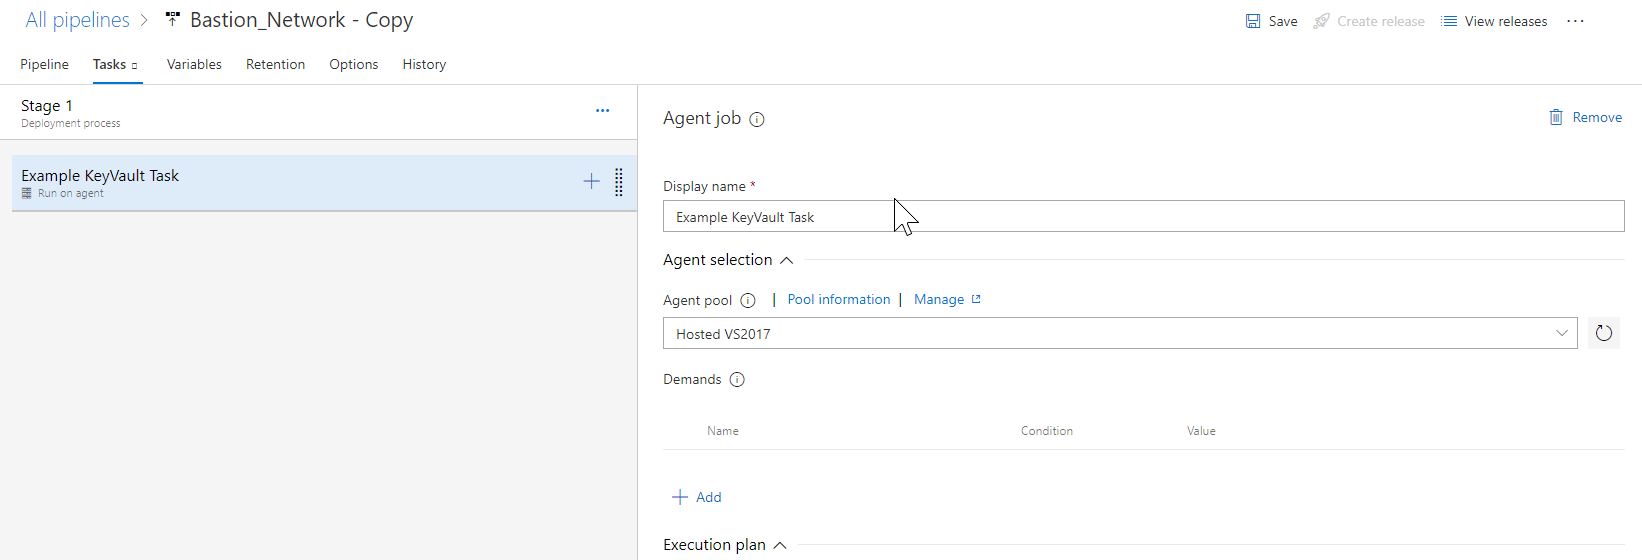 All pipelines > Bastion_Network - Copy
Save Create release View releases ...
Pipeline Tasks Variables Retention Options History
Stage 1
Deployment process
Example KeyVault Task
Run on agent
Agent job
Remove
Display name *
Example KeyVault Task
Agent selection
Agent pool | Pool information | Manage
Hosted VS2017
Demands
Name Condition Value
+ Add
Execution plan